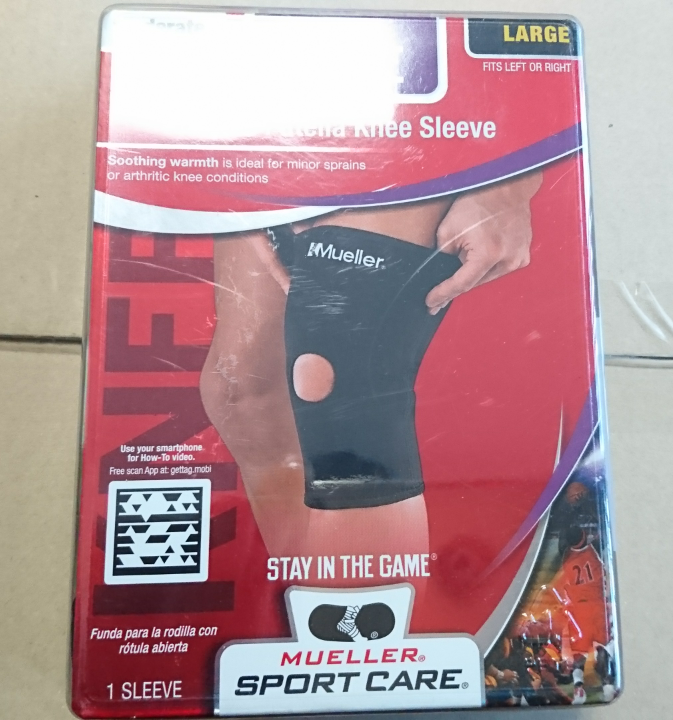 LARGE
FITS LEFT OR RIGHT
Knee Sleeve
Soothing warmth is ideal for minor sprains
or arthritic knee conditions
Mueller
KNEE
Use your smartphone
for How-To video.
Free scan App at: gettag.mobi
STAY IN THE GAME®
21
Funda para la rodilla con
rótula abierta
MUELLER®
SPORT CARE®
1 SLEEVE